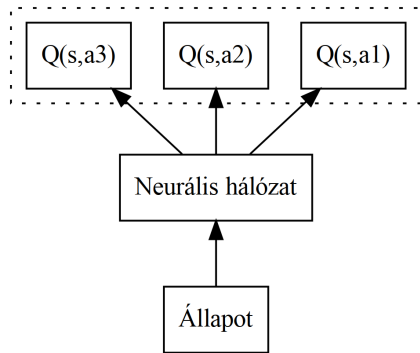 Q(s,a3) Q(s,a2) Q(s,a1)
Neurális hálózat
Állapot